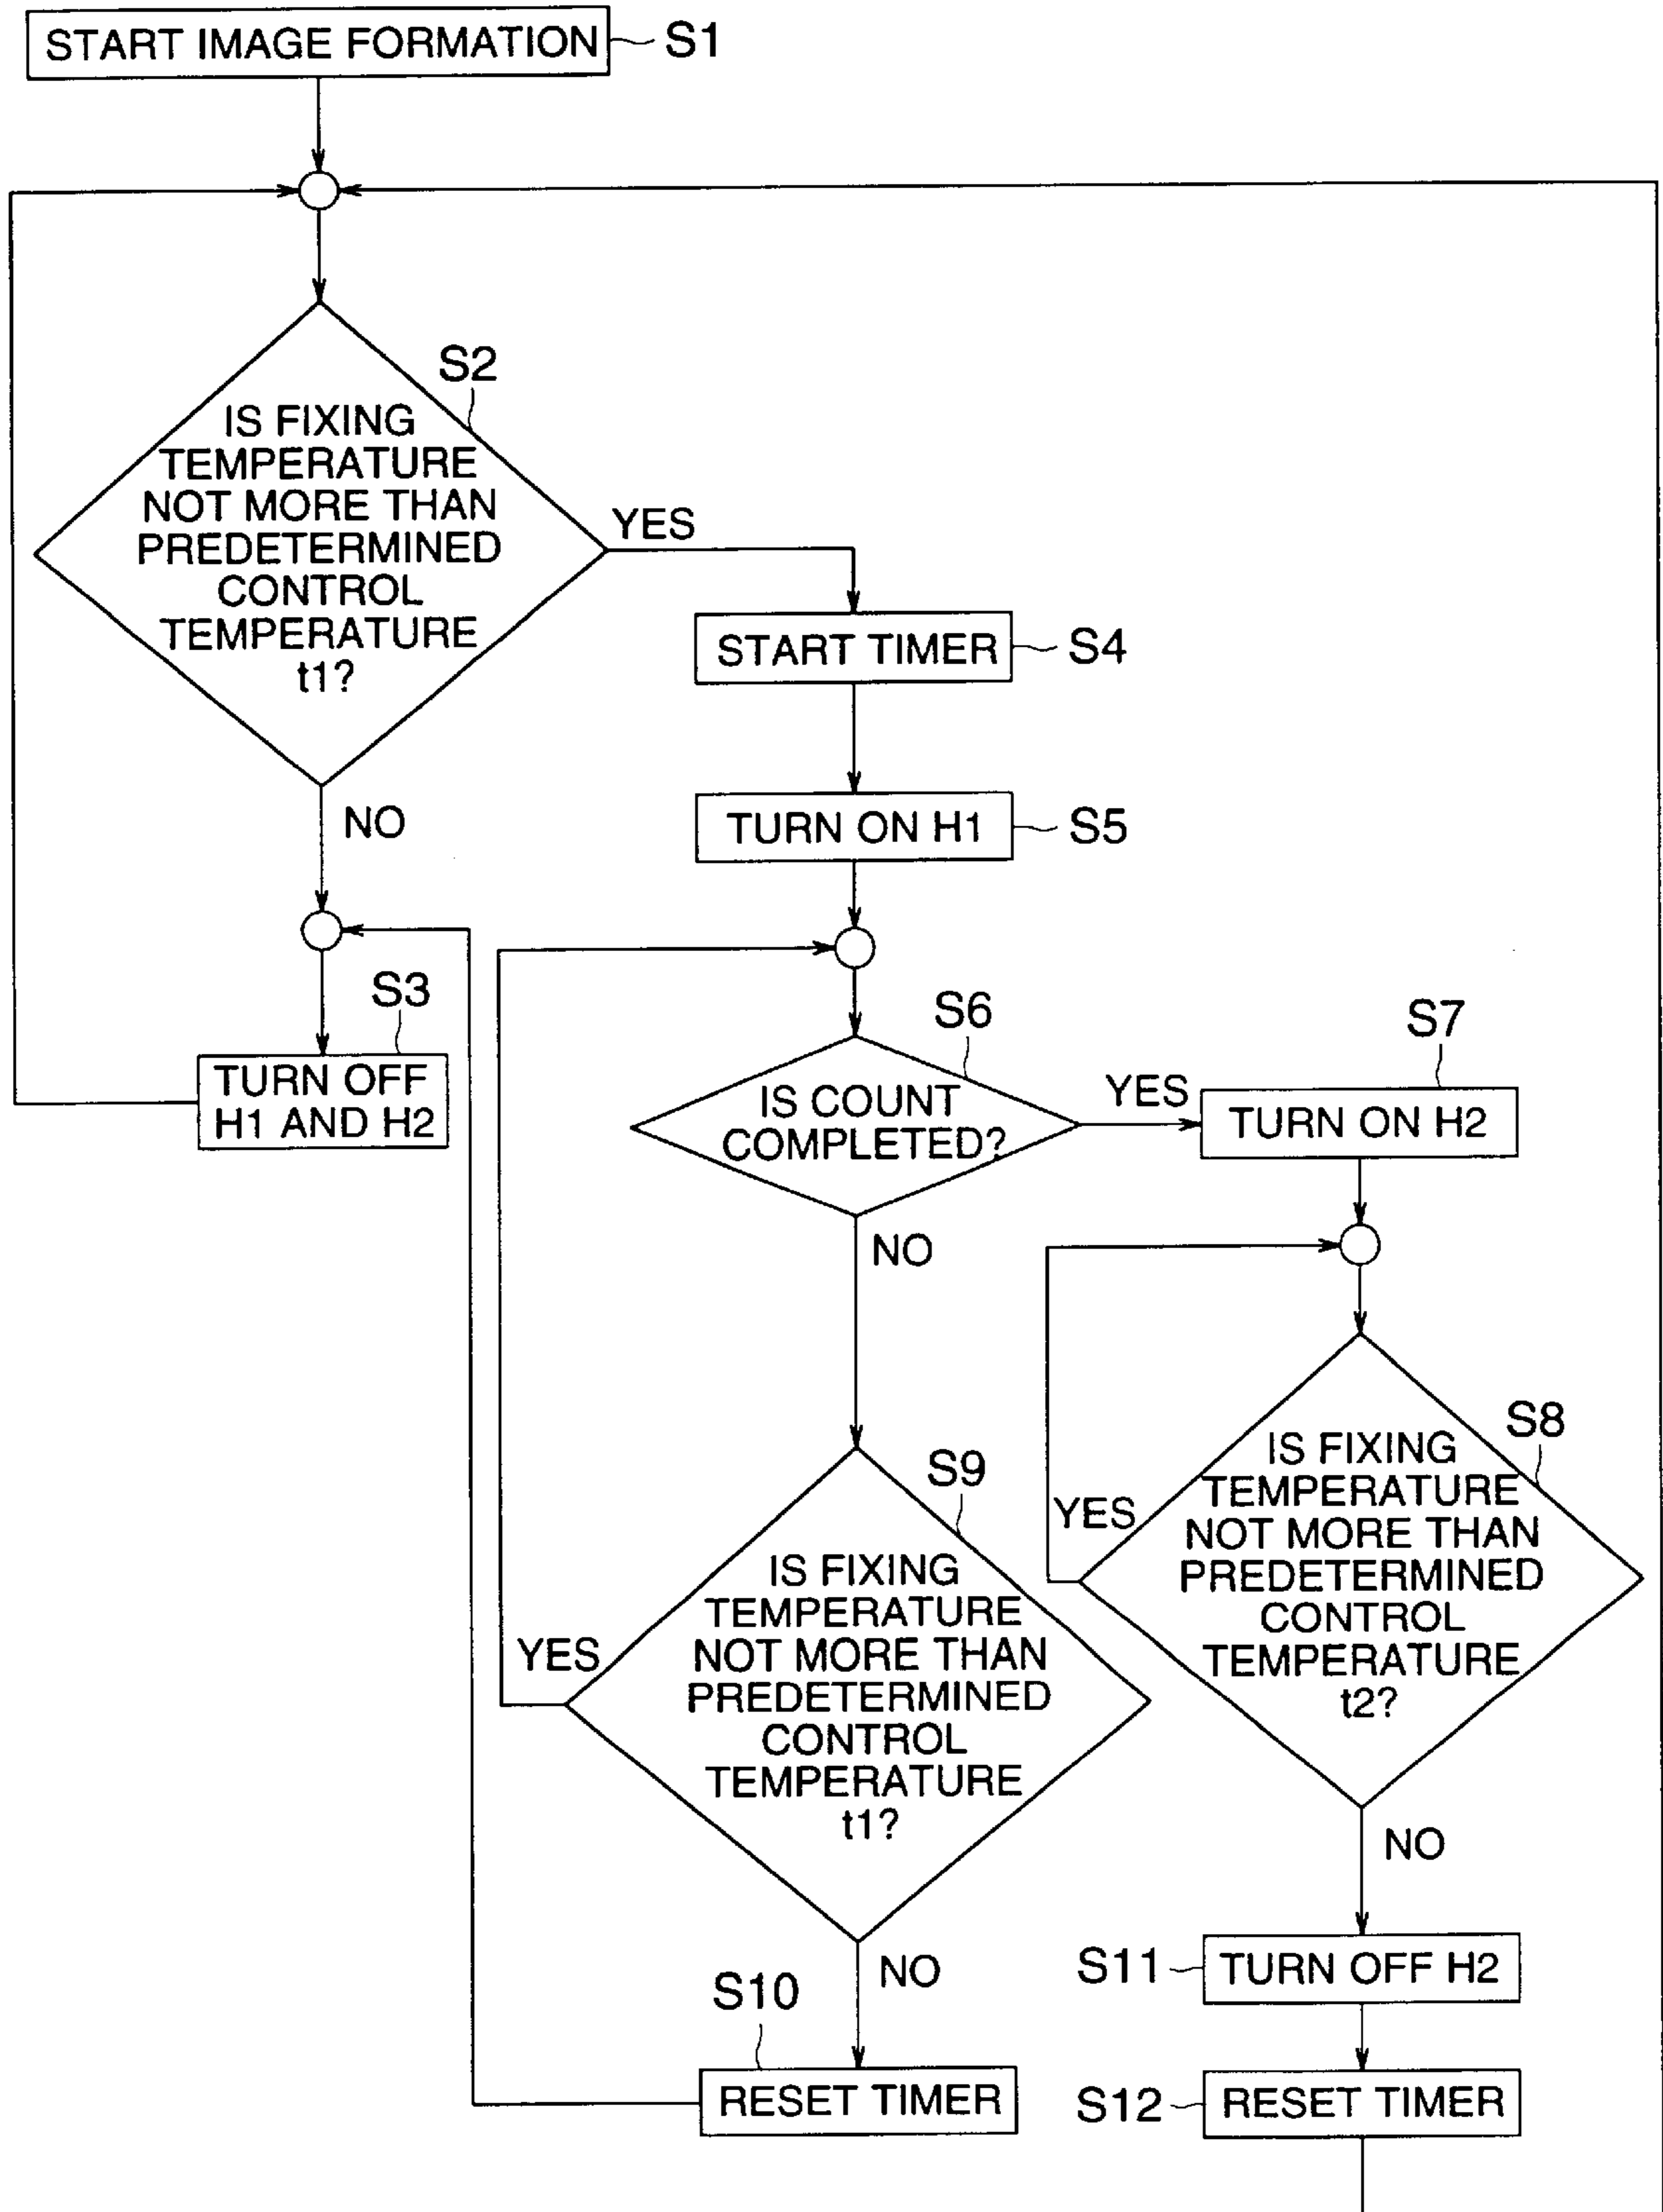 START IMAGE FORMATION
S1
S2
IS FIXING
TEMPERATURE
NOT MORE THAN
PREDETERMINED
CONTROL
TEMPERATURE
t1?
YES
NO
S3
TURN OFF
H1 AND H2
START TIMER
S4
TURN ON H1
S5
S6
IS COUNT
COMPLETED?
YES
NO
S7
TURN ON H2
S8
IS FIXING
TEMPERATURE
NOT MORE THAN
PREDETERMINED
CONTROL
TEMPERATURE
t2?
YES
NO
S9
IS FIXING
TEMPERATURE
NOT MORE THAN
PREDETERMINED
CONTROL
TEMPERATURE
t1?
YES
NO
S10
RESET TIMER
S11
TURN OFF H2
S12
RESET TIMER